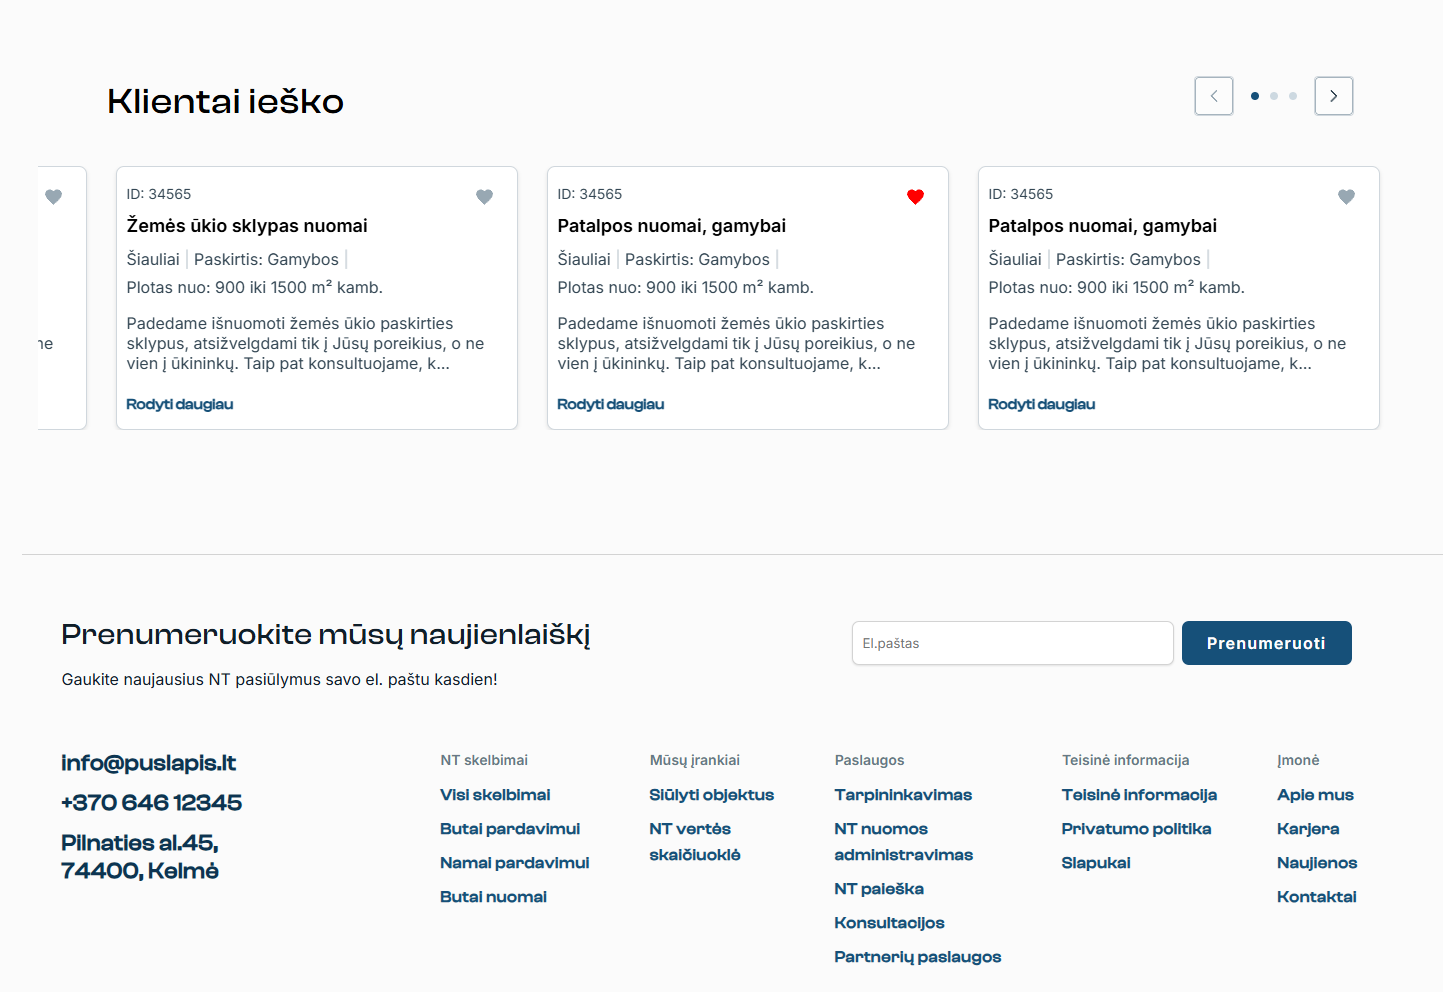 Klientai ieško
ne
ID: 34565
Žemės ūkio sklypas nuomai
Šiauliai | Paskirtis: Gamybos |
Plotas nuo: 900 iki 1500 m² kamb.
Padedame išnuomoti žemės ūkio paskirties
sklypus, atsižvelgdami tik į Jūsų poreikius, o ne
vien į ūkininkų. Taip pat konsultuojame, k...
Rodyti daugiau
ID: 34565
Patalpos nuomai, gamybai
Šiauliai | Paskirtis: Gamybos |
Plotas nuo: 900 iki 1500 m² kamb.
Padedame išnuomoti žemės ūkio paskirties
sklypus, atsižvelgdami tik į Jūsų poreikius, o ne
vien į ūkininkų. Taip pat konsultuojame, k...
Rodyti daugiau
ID: 34565
Patalpos nuomai, gamybai
Šiauliai | Paskirtis: Gamybos |
Plotas nuo: 900 iki 1500 m² kamb.
Padedame išnuomoti žemės ūkio paskirties
sklypus, atsižvelgdami tik į Jūsų poreikius, o ne
vien į ūkininkų. Taip pat konsultuojame, k...
Rodyti daugiau
Prenumeruokite mūsų naujienlaiškį
Gaukite naujausius NT pasiūlymus savo el. paštu kasdien!
El.paštas
Prenumeruoti
info@puslapis.lt
+370 646 12345
Pilnaties al.45,
74400, Kelmė
NT skelbimai
Visi skelbimai
Butai pardavimui
Namai pardavimui
Butai nuomai
Mūsų įrankiai
Siūlyti objektus
NT vertės
skaičiuoklė
Paslaugos
Tarpininkavimas
NT nuomos
administravimas
NT paieška
Konsultacijos
Partnerių paslaugos
Teisinė informacija
Teisinė informacija
Privatumo politika
Slapukai
Įmonė
Apie mus
Karjera
Naujienos
Kontaktai